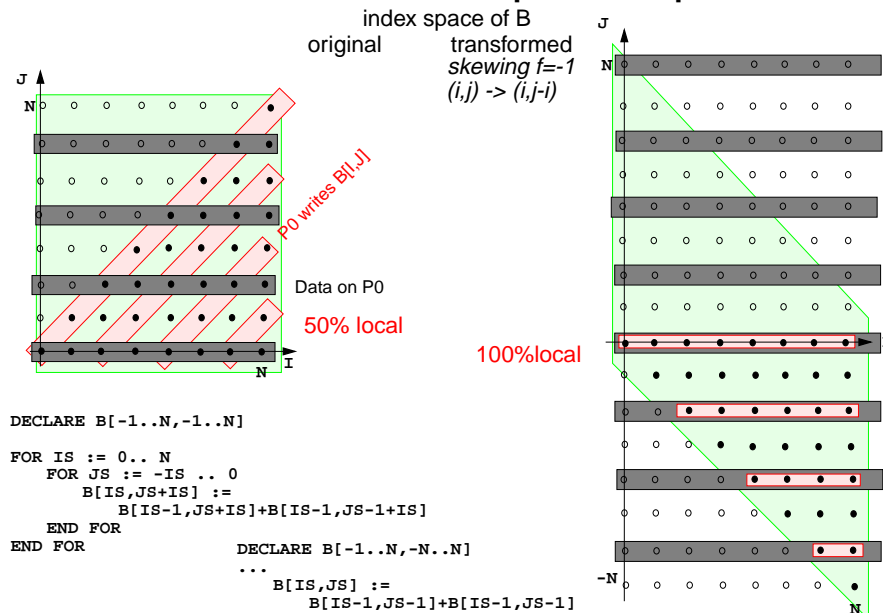 index space of B
original transformed
skewing f=-1
(i,j) -> (i,j-i)
J
N
P0 writes B[I,J]
Data on P0
50% local
N
I
J
N
100%local
-N
N
DECLARE B[-1..N,-1..N]
FOR IS := 0.. N
FOR JS := -IS .. 0
B[IS,JS+IS] :=
B[IS-1,JS+IS]+B[IS-1,JS-1+IS]
END FOR
END FOR
DECLARE B[-1..N,-N..N]
...
B[IS,JS] :=
B[IS-1,JS-1]+B[IS-1,JS-1]